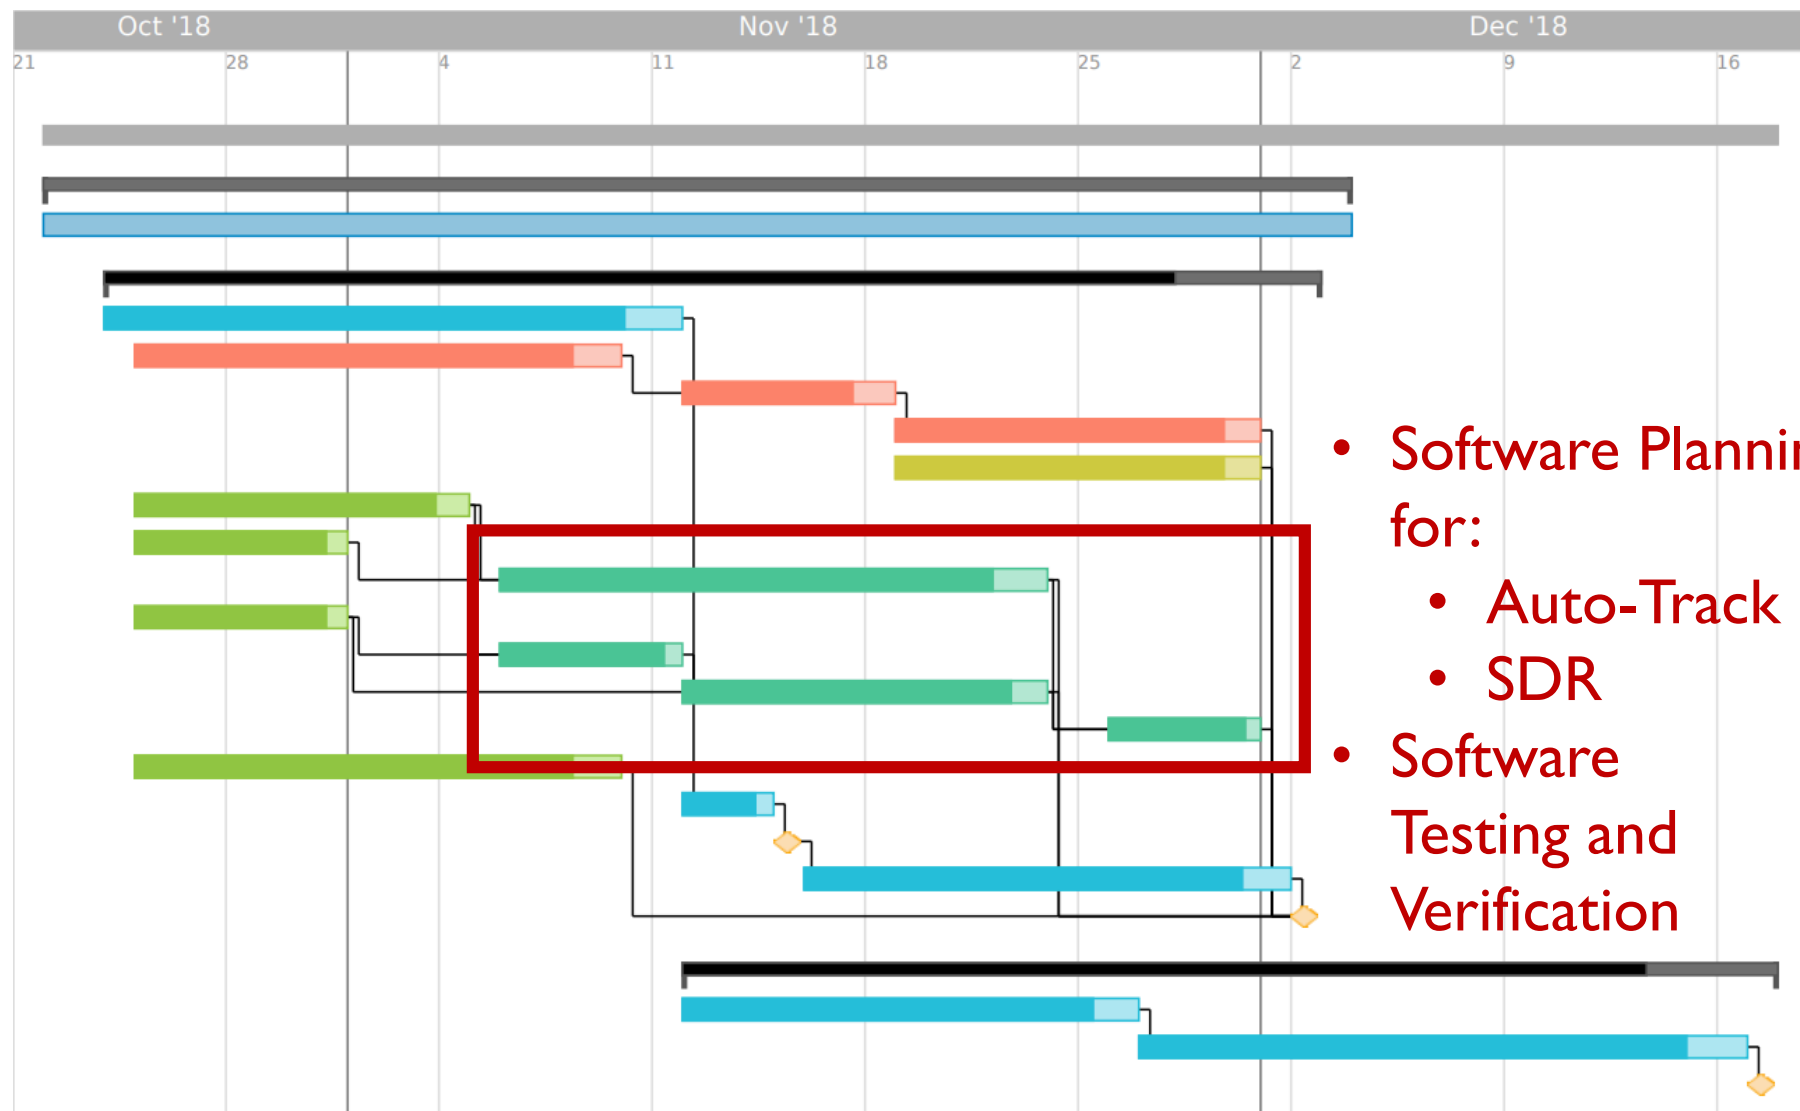 Oct '18 Nov '18 Dec '18
21 28 4 11 18 25 2 9 16
• Software Plannin
for:
• Auto-Track
• SDR
• Software
Testing and
Verification